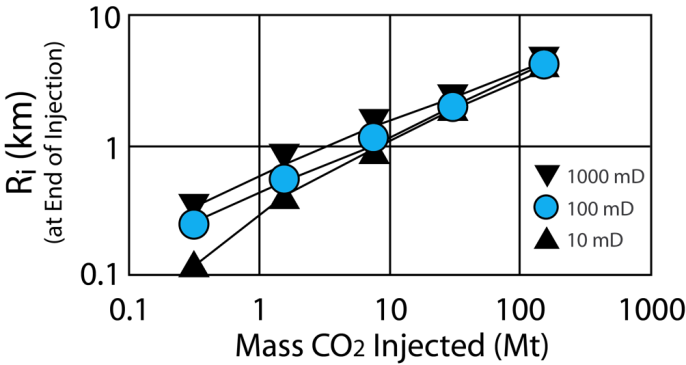 10
1
0.1
Ri (km)
(at End of Injection)
1000 mD
100 mD
10 mD
0.1 1 10 100 1000
Mass CO2 Injected (Mt)